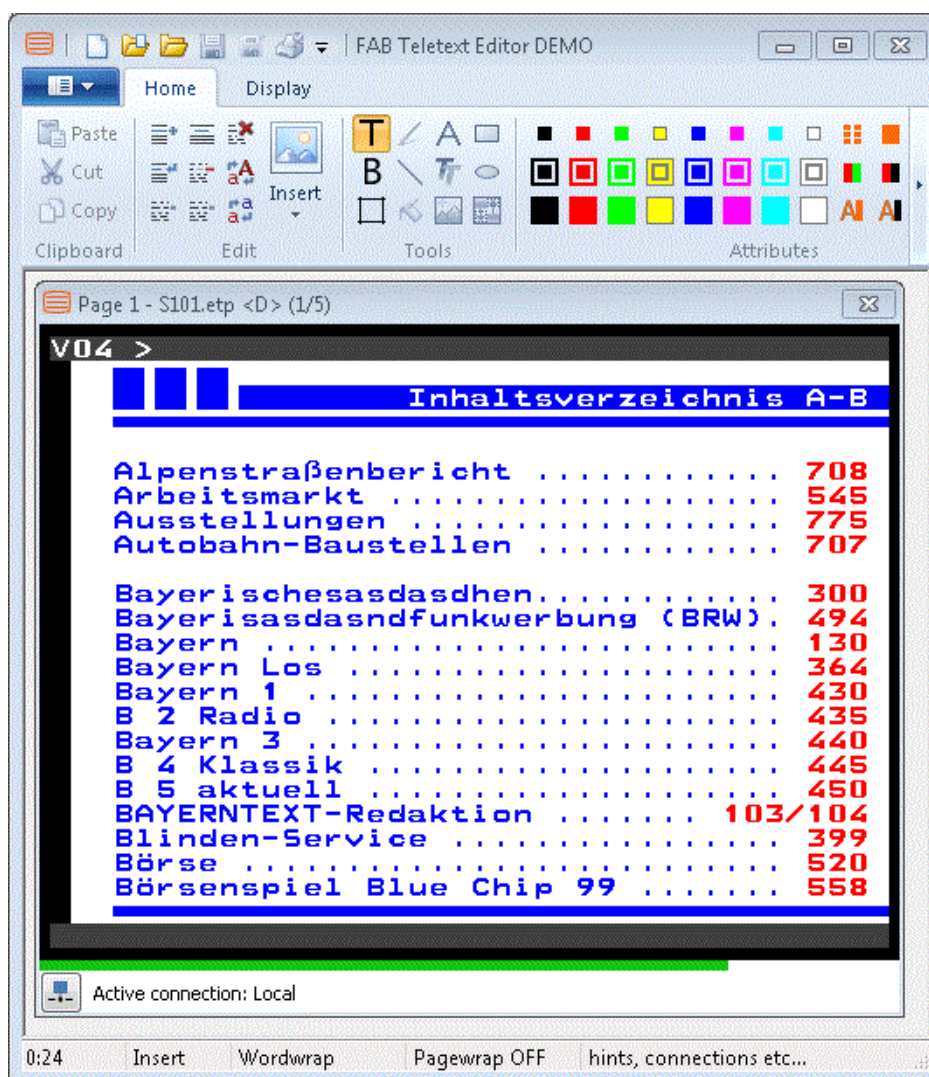 FAB Teletext Editor DEMO
Home Display
Paste
Cut
Copy
Insert
Clipboard Edit Tools Attributes
Page 1 - S101.etp <D> (1/5)
V04 >
Inhaltsverzeichnis A-B
Alpenstraßenbericht ............ 708
Arbeitsmarkt ................... 545
Ausstellungen .................. 775
Autobahn-Baustellen ............ 707
Bayerischesasdasdhen............ 300
Bayerisasdasndfunkwerbung (BRW). 494
Bayern ......................... 130
Bayern Los ..................... 364
Bayern 1 ....................... 430
B 2 Radio ...................... 435
Bayern 3 ....................... 440
B 4 Klassik .................... 445
B 5 aktuell .................... 450
BAYERNTEXT-Redaktion ....... 103/104
Blinden-Service ................ 399
Börse .......................... 520
Börsenspiel Blue Chip 99 ....... 558
Active connection: Local
0:24 Insert Wordwrap Pagewrap OFF hints, connections etc...